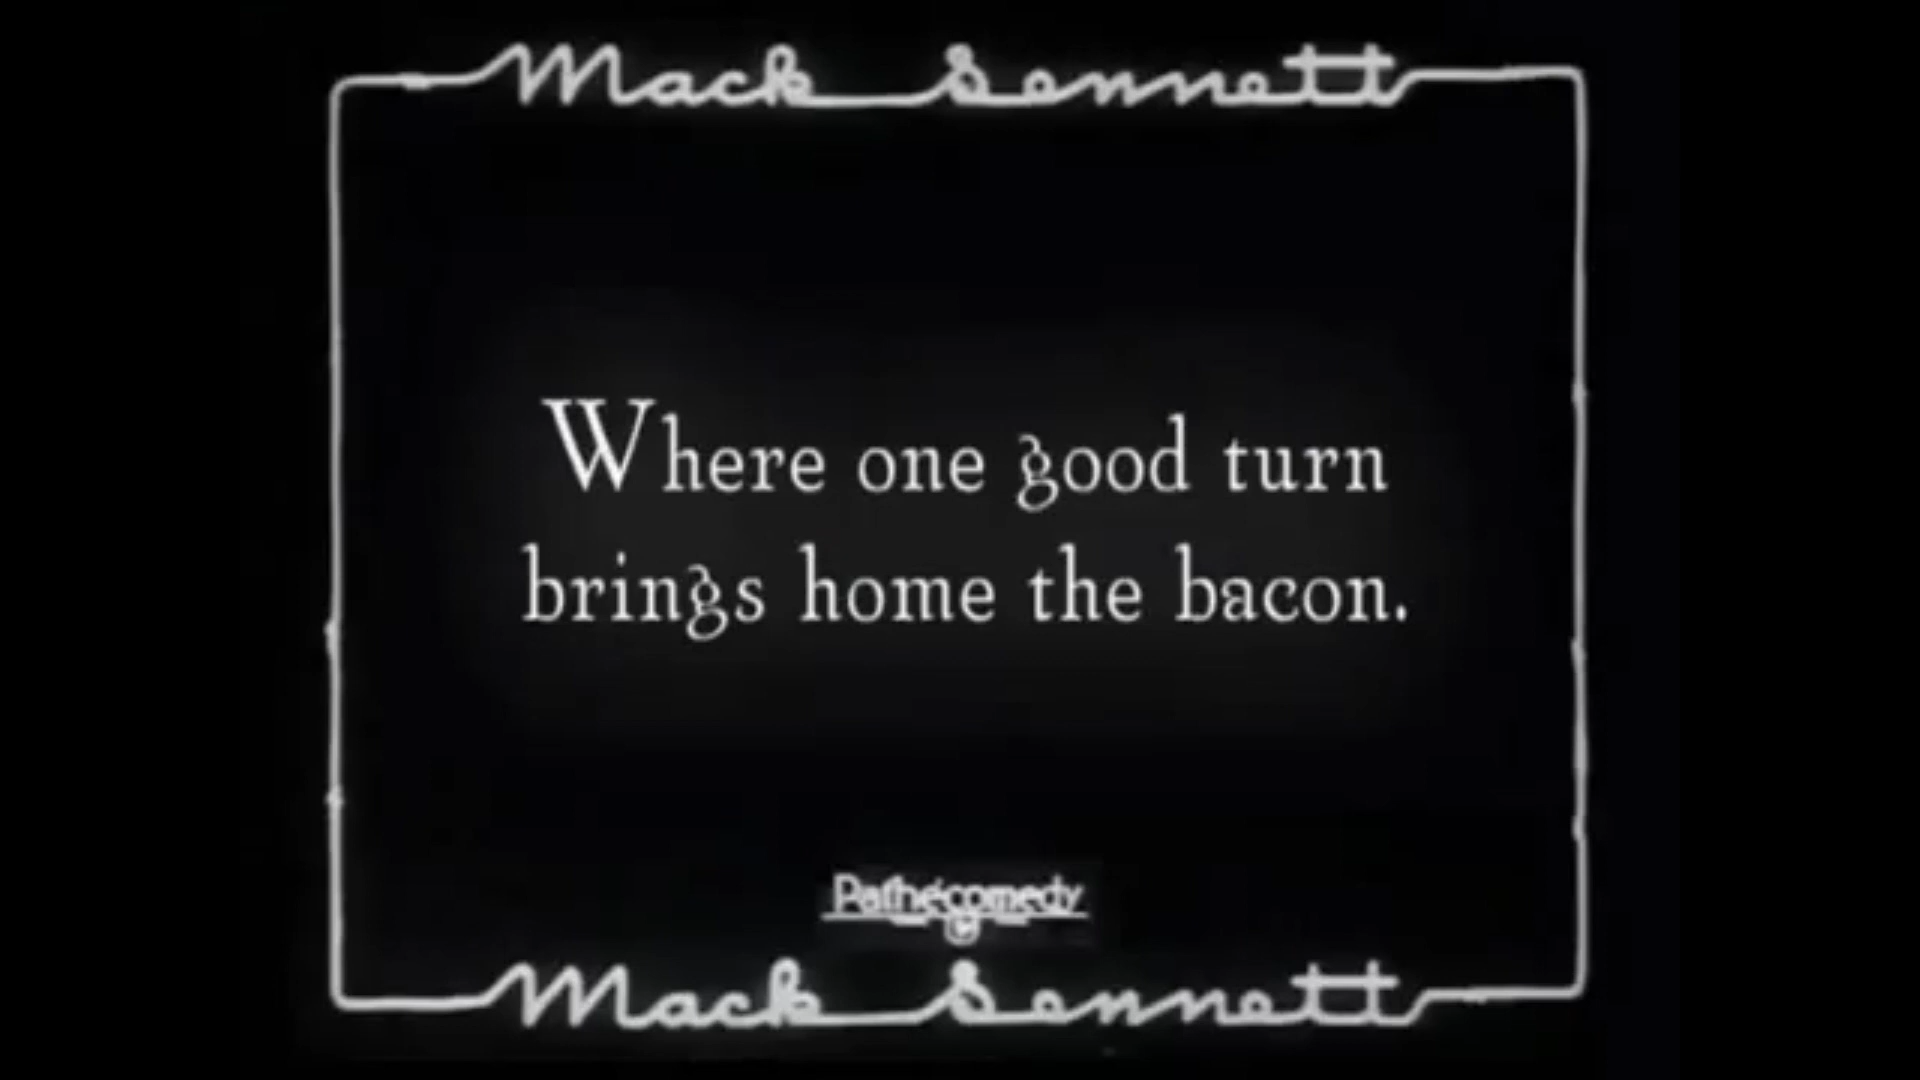 Mack Sennett
Where one good turn
brings home the bacon.
Pathécomedy
©
Mack Sennett